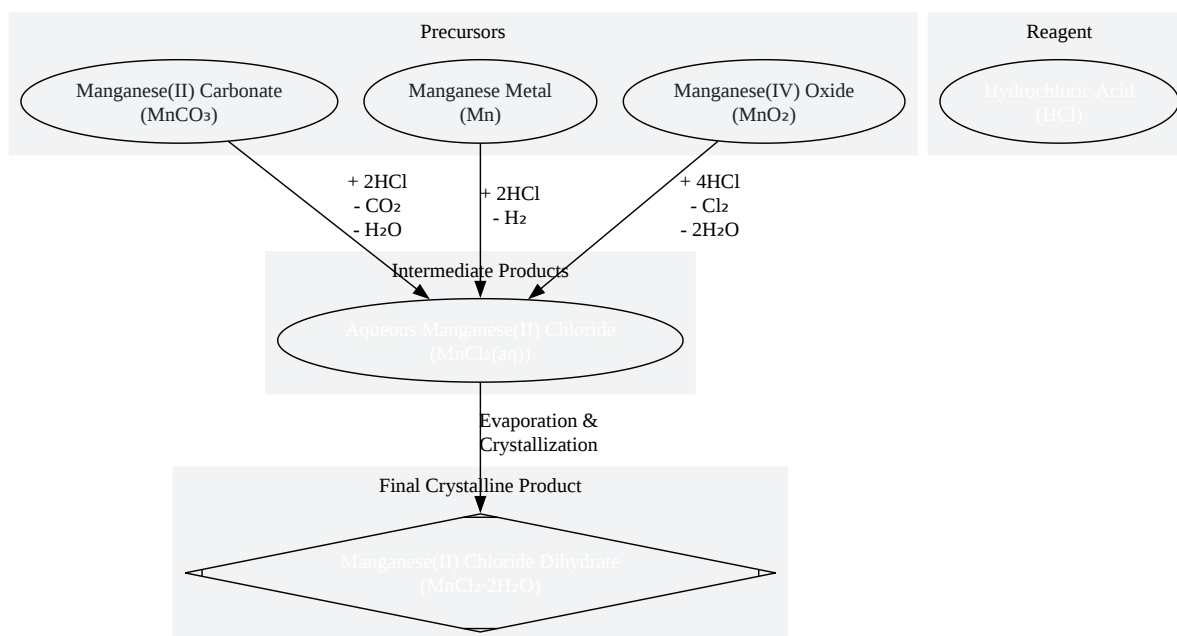 Precursors
Reagent
Manganese(II) Carbonate
(MnCO₃)
Manganese Metal
(Mn)
Manganese(IV) Oxide
(MnO₂)
Hydrochloric Acid
(HCl)
+ 2HCl
- CO₂
- H₂O
+ 2HCl
- H₂
+ 4HCl
- Cl₂
- 2H₂O
Intermediate Products
Aqueous Manganese(II) Chloride
(MnCl₂(aq))
Evaporation &
Crystallization
Final Crystalline Product
Manganese(II) Chloride Dihydrate
(MnCl₂·2H₂O)